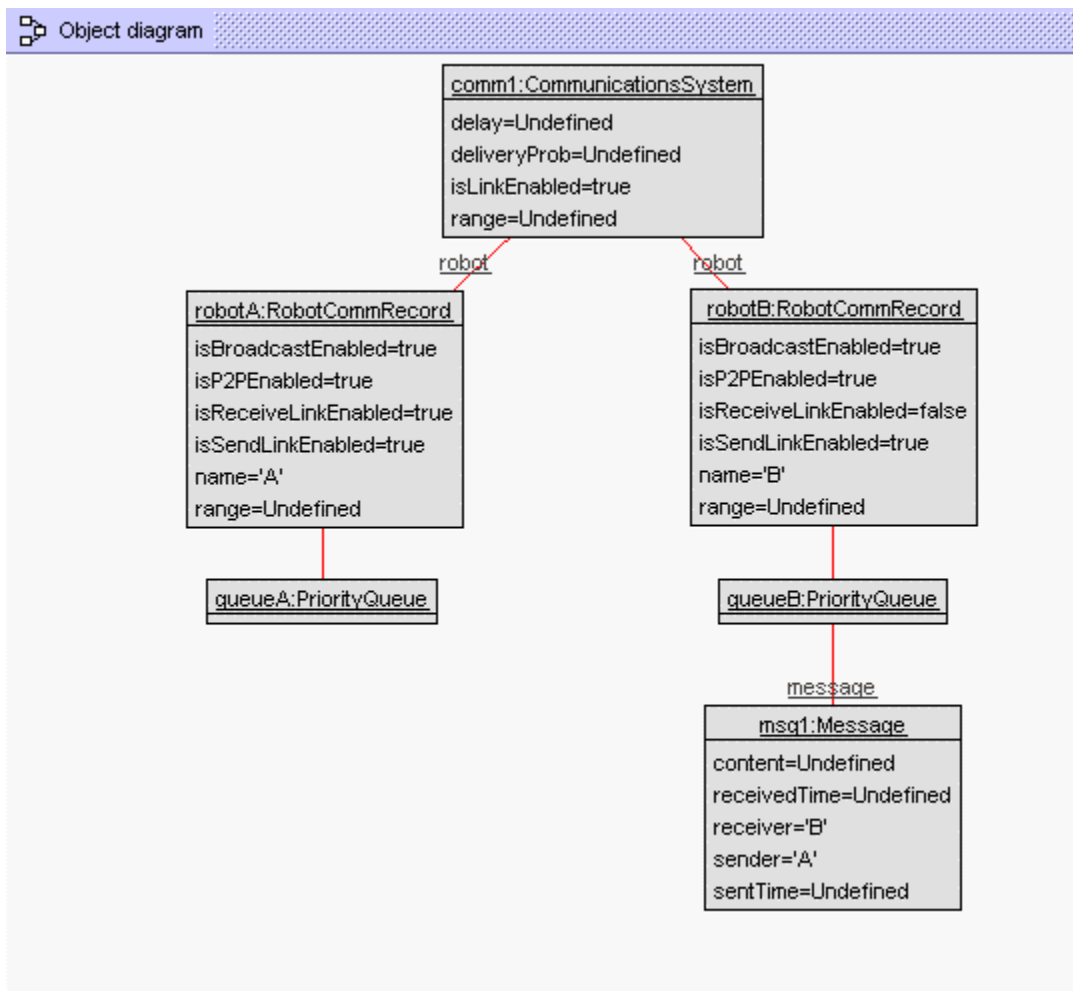 Object diagram
comm1:CommunicationsSystem
delay=Undefined
deliveryProb=Undefined
isLinkEnabled=true
range=Undefined
robot
robot
robotA:RobotCommRecord
isBroadcastEnabled=true
isP2PEnabled=true
isReceiveLinkEnabled=true
isSendLinkEnabled=true
name='A'
range=Undefined
robotB:RobotCommRecord
isBroadcastEnabled=true
isP2PEnabled=true
isReceiveLinkEnabled=false
isSendLinkEnabled=true
name='B'
range=Undefined
queueA:PriorityQueue
queueB:PriorityQueue
message
msg1:Message
content=Undefined
receivedTime=Undefined
receiver='B'
sender='A'
sentTime=Undefined